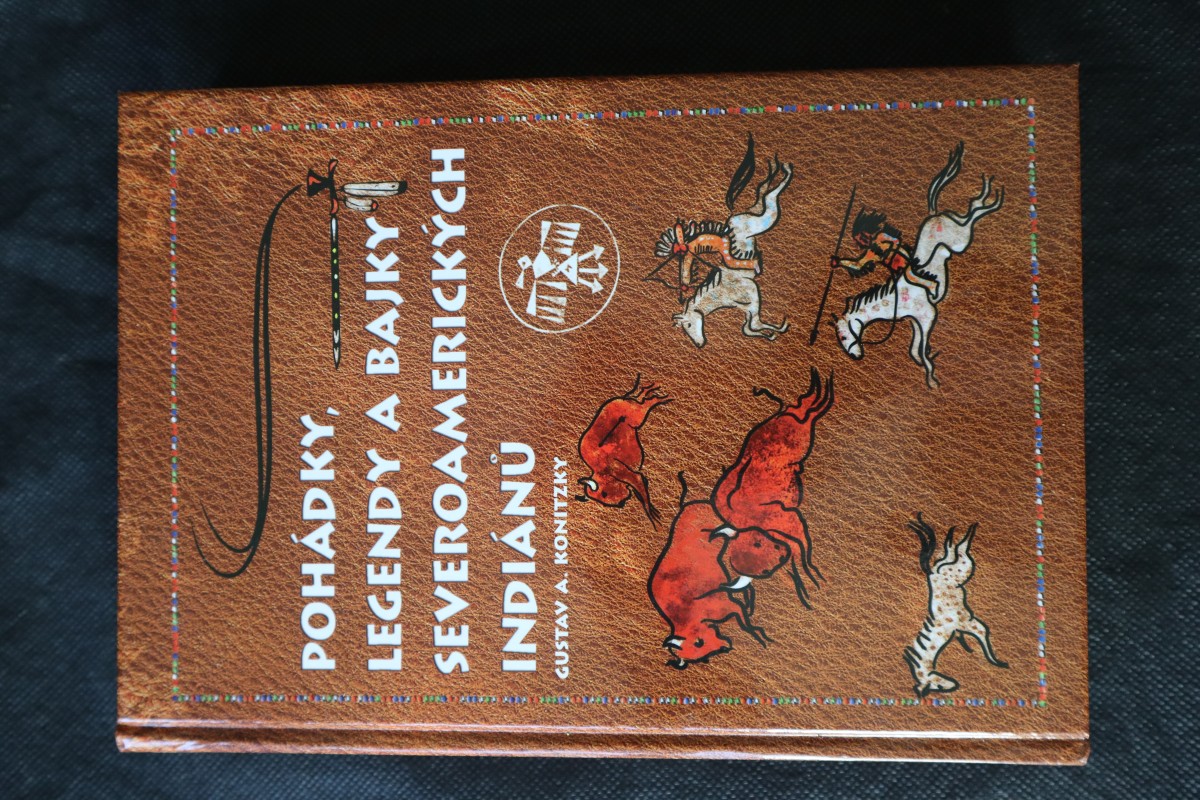 POHÁDKY,
LEGENDY A BAJKY
SEVEROAMERICKÝCH
INDIÁNŮ
GUSTAV A. KONITZKY